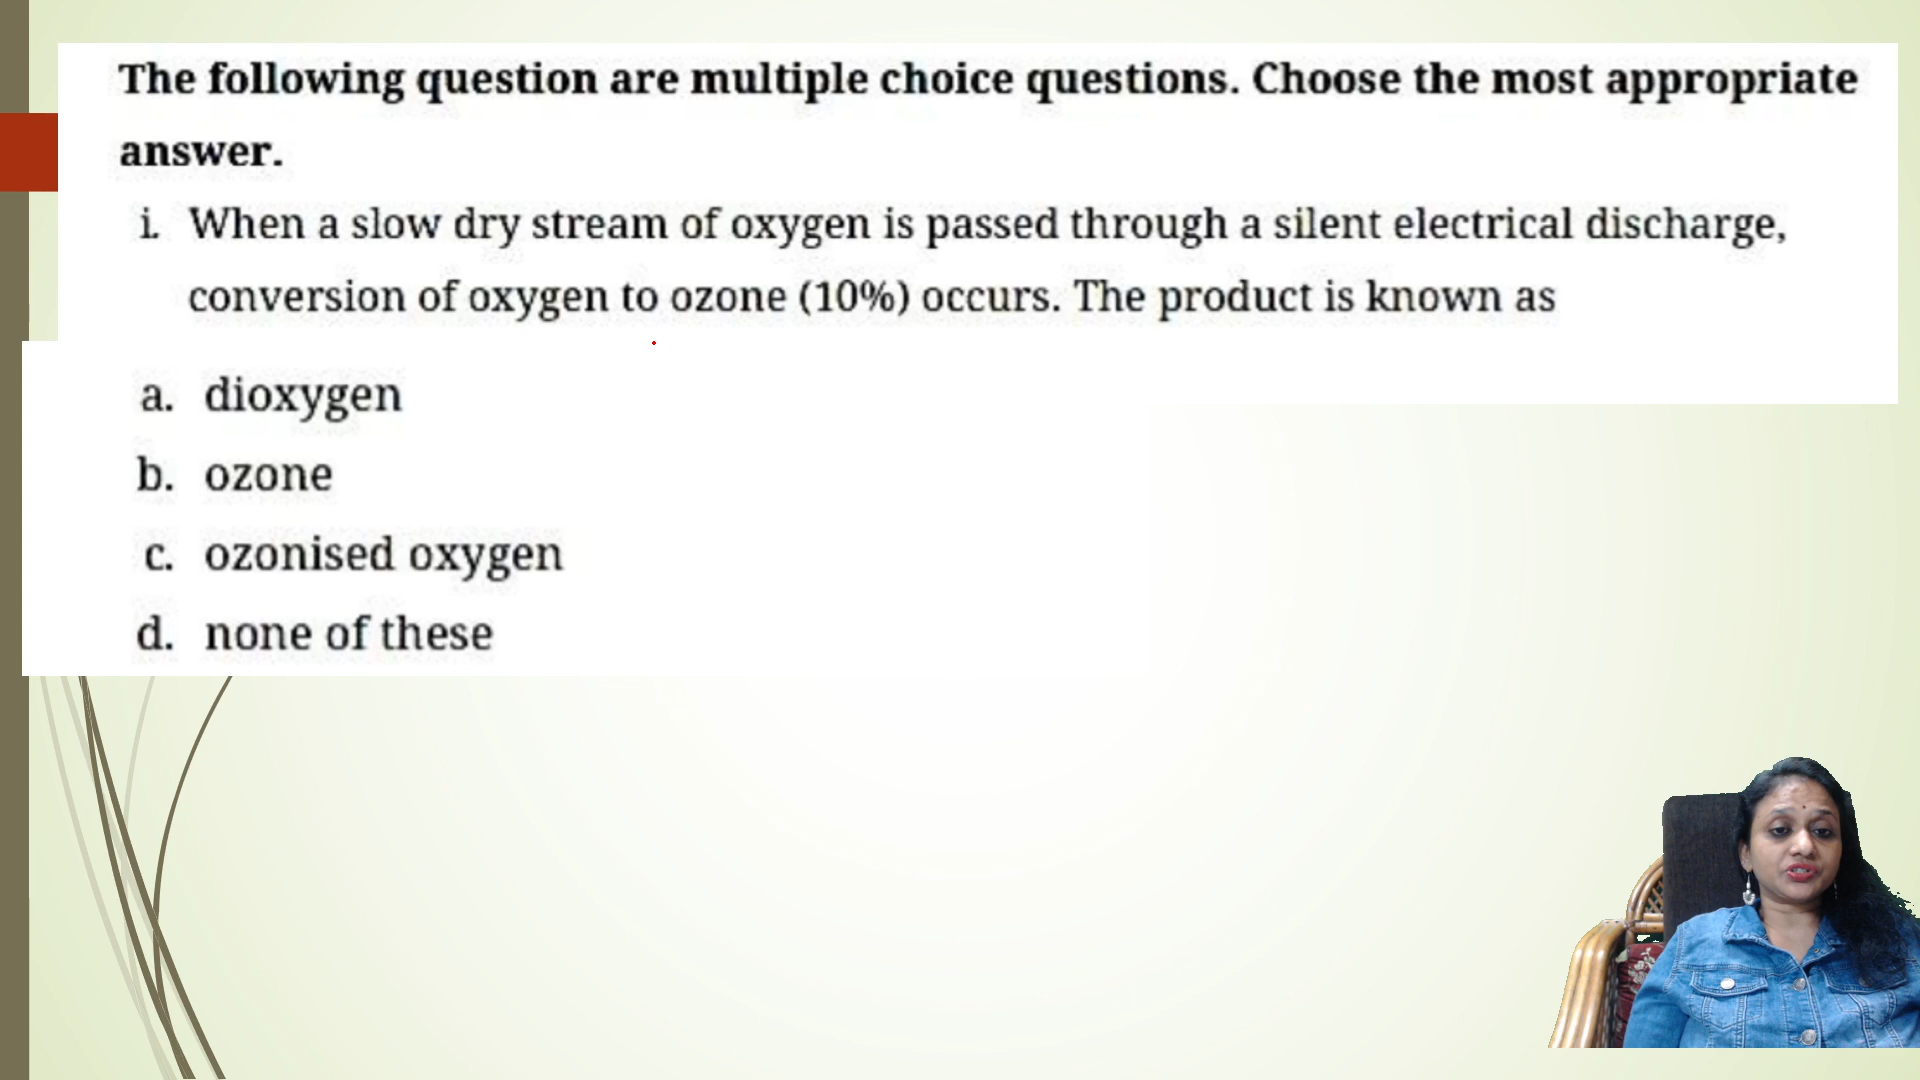 The following question are multiple choice questions. Choose the most appropriate
answer.
i. When a slow dry stream of oxygen is passed through a silent electrical discharge,
conversion of oxygen to ozone (10%) occurs. The product is known as
a. dioxygen
b. ozone
c. ozonised oxygen
d. none of these